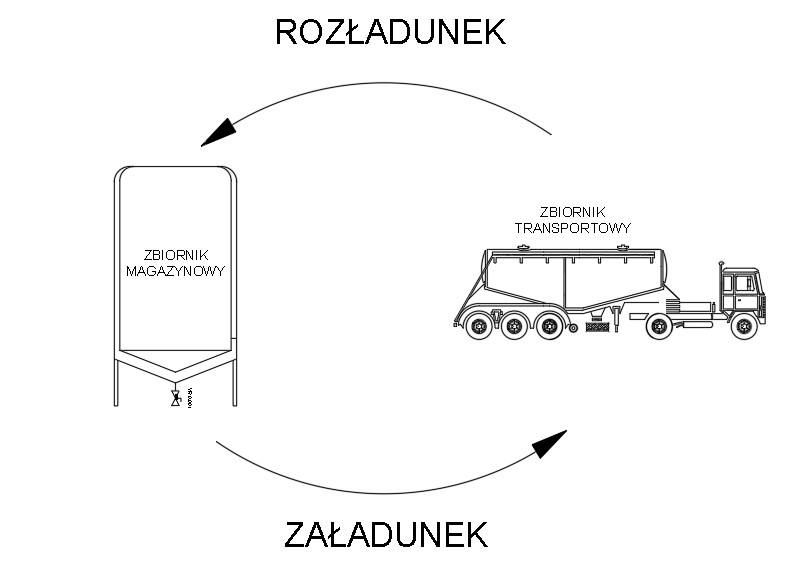 ROZŁADUNEK
ZBIORNIK
TRANSPORTOWY
ZBIORNIK
MAGAZYNOWY
ZAŁADUNEK